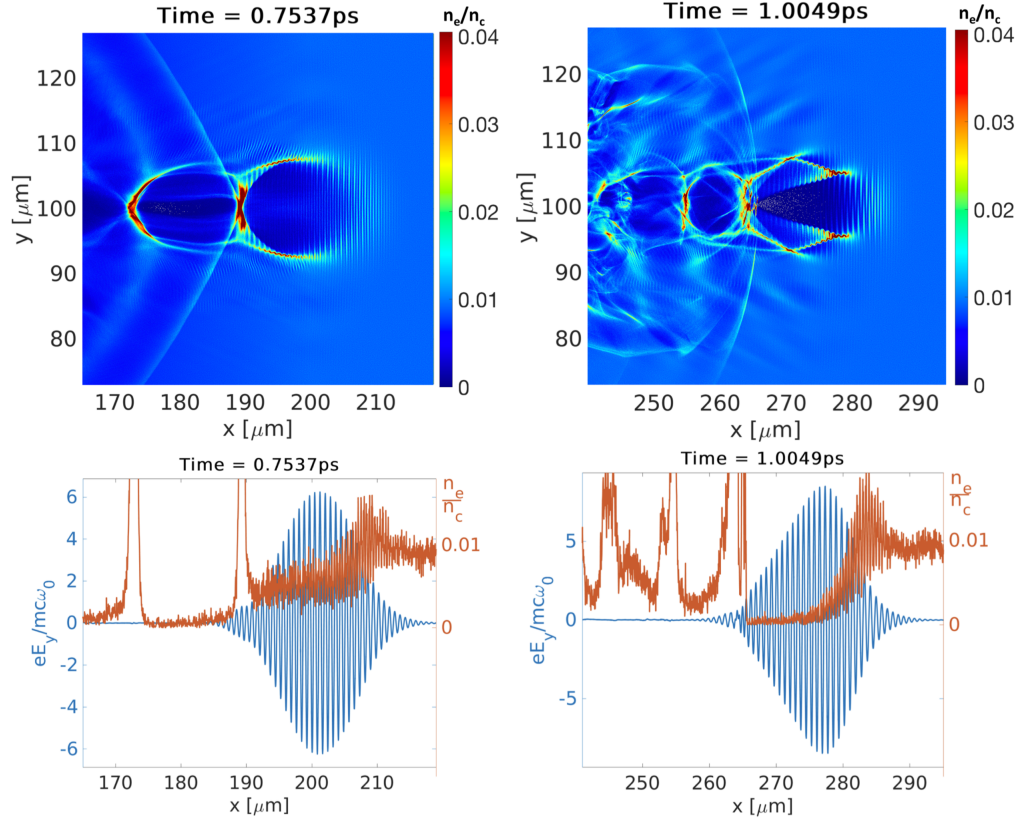 Time = 0.7537ps
n_e/n_c
0.04
0.03
0.02
0.01
0
120
110
100
90
80
y [μm]
170 180 190 200 210
x [μm]
Time = 1.0049ps
n_e/n_c
0.04
0.03
0.02
0.01
0
120
110
100
90
80
y [μm]
250 260 270 280 290
x [μm]
Time = 0.7537ps
6
4
2
0
-2
-4
-6
eE_y/mcω_0
n_e
n_c
0.01
0
170 180 190 200 210
x [μm]
Time = 1.0049ps
5
0
-5
eE_y/mcω_0
n_e
n_c
0.01
0
250 260 270 280 290
x [μm]